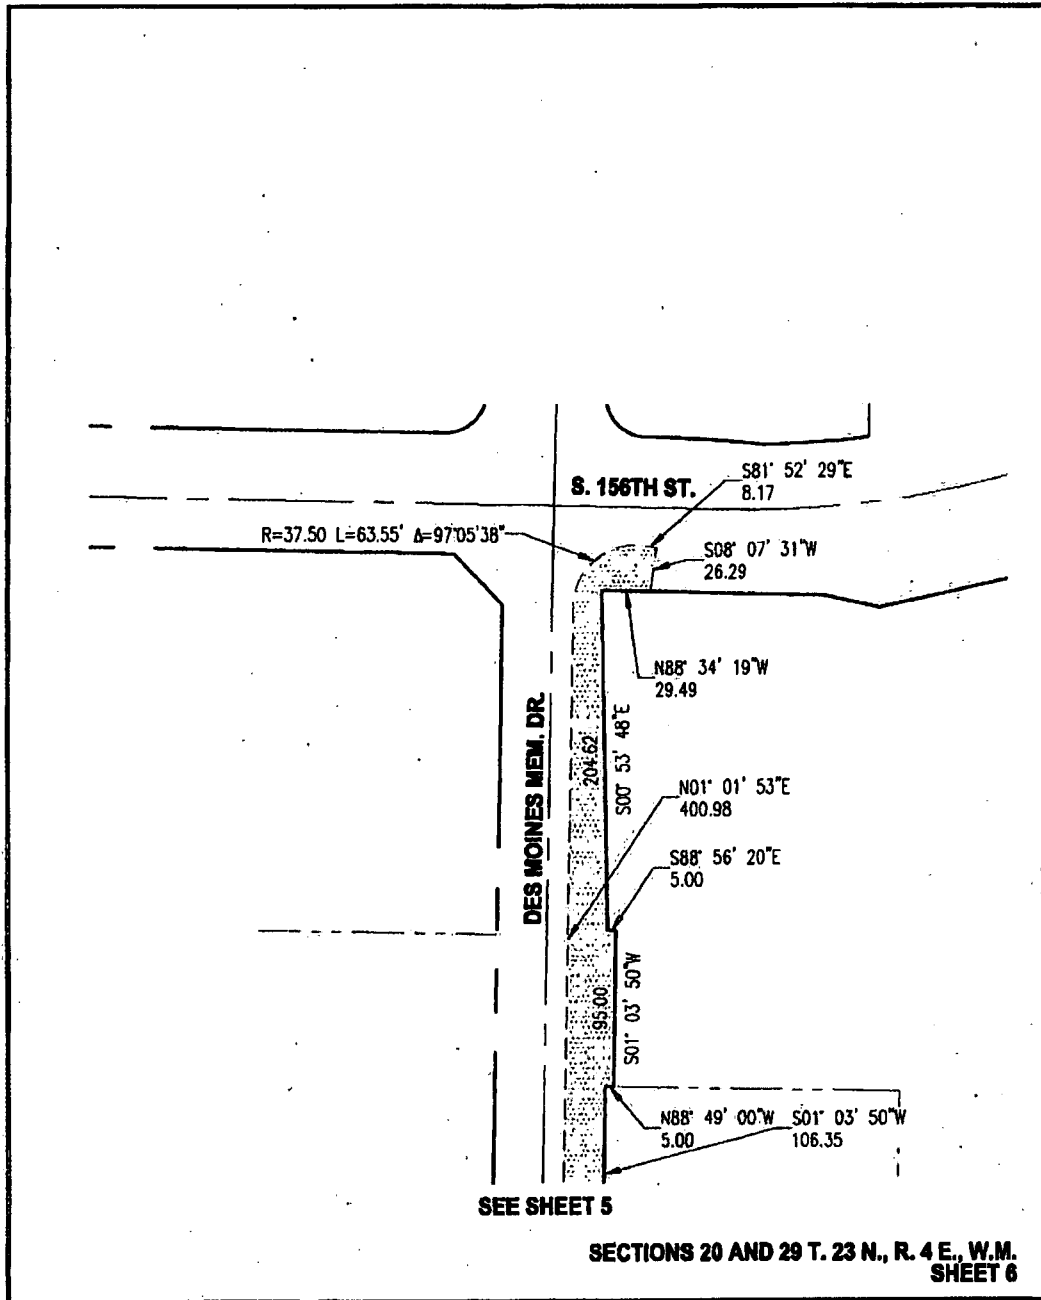 S. 156TH ST.
S81° 52' 29"E
8.17
R=37.50 L=63.55' Δ=97°05'38"
S08° 07' 31"W
26.29
N88° 34' 19"W
29.49
DES MOINES MEM. DR.
204.62'
S00° 53' 48"E
N01° 01' 53"E
400.98
S88° 56' 20"E
5.00
95.00
S01° 03' 50"W
N88° 49' 00"W
5.00
S01° 03' 50"W
106.35
SEE SHEET 5
SECTIONS 20 AND 29 T. 23 N., R. 4 E., W.M.
SHEET 6